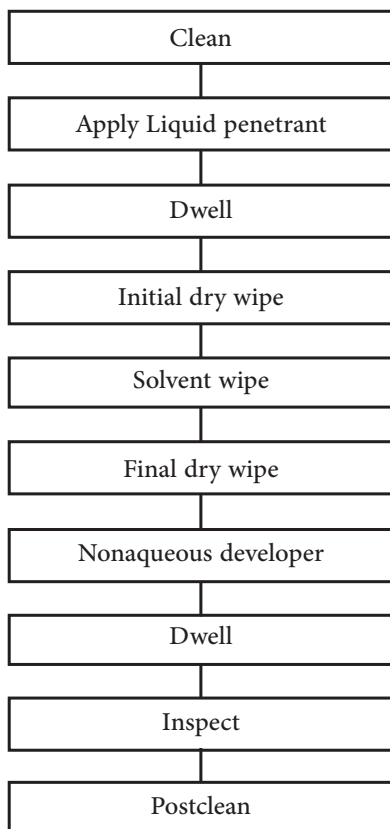 Clean
Apply Liquid penetrant
Dwell
Initial dry wipe
Solvent wipe
Final dry wipe
Nonaqueous developer
Dwell
Inspect
Postclean